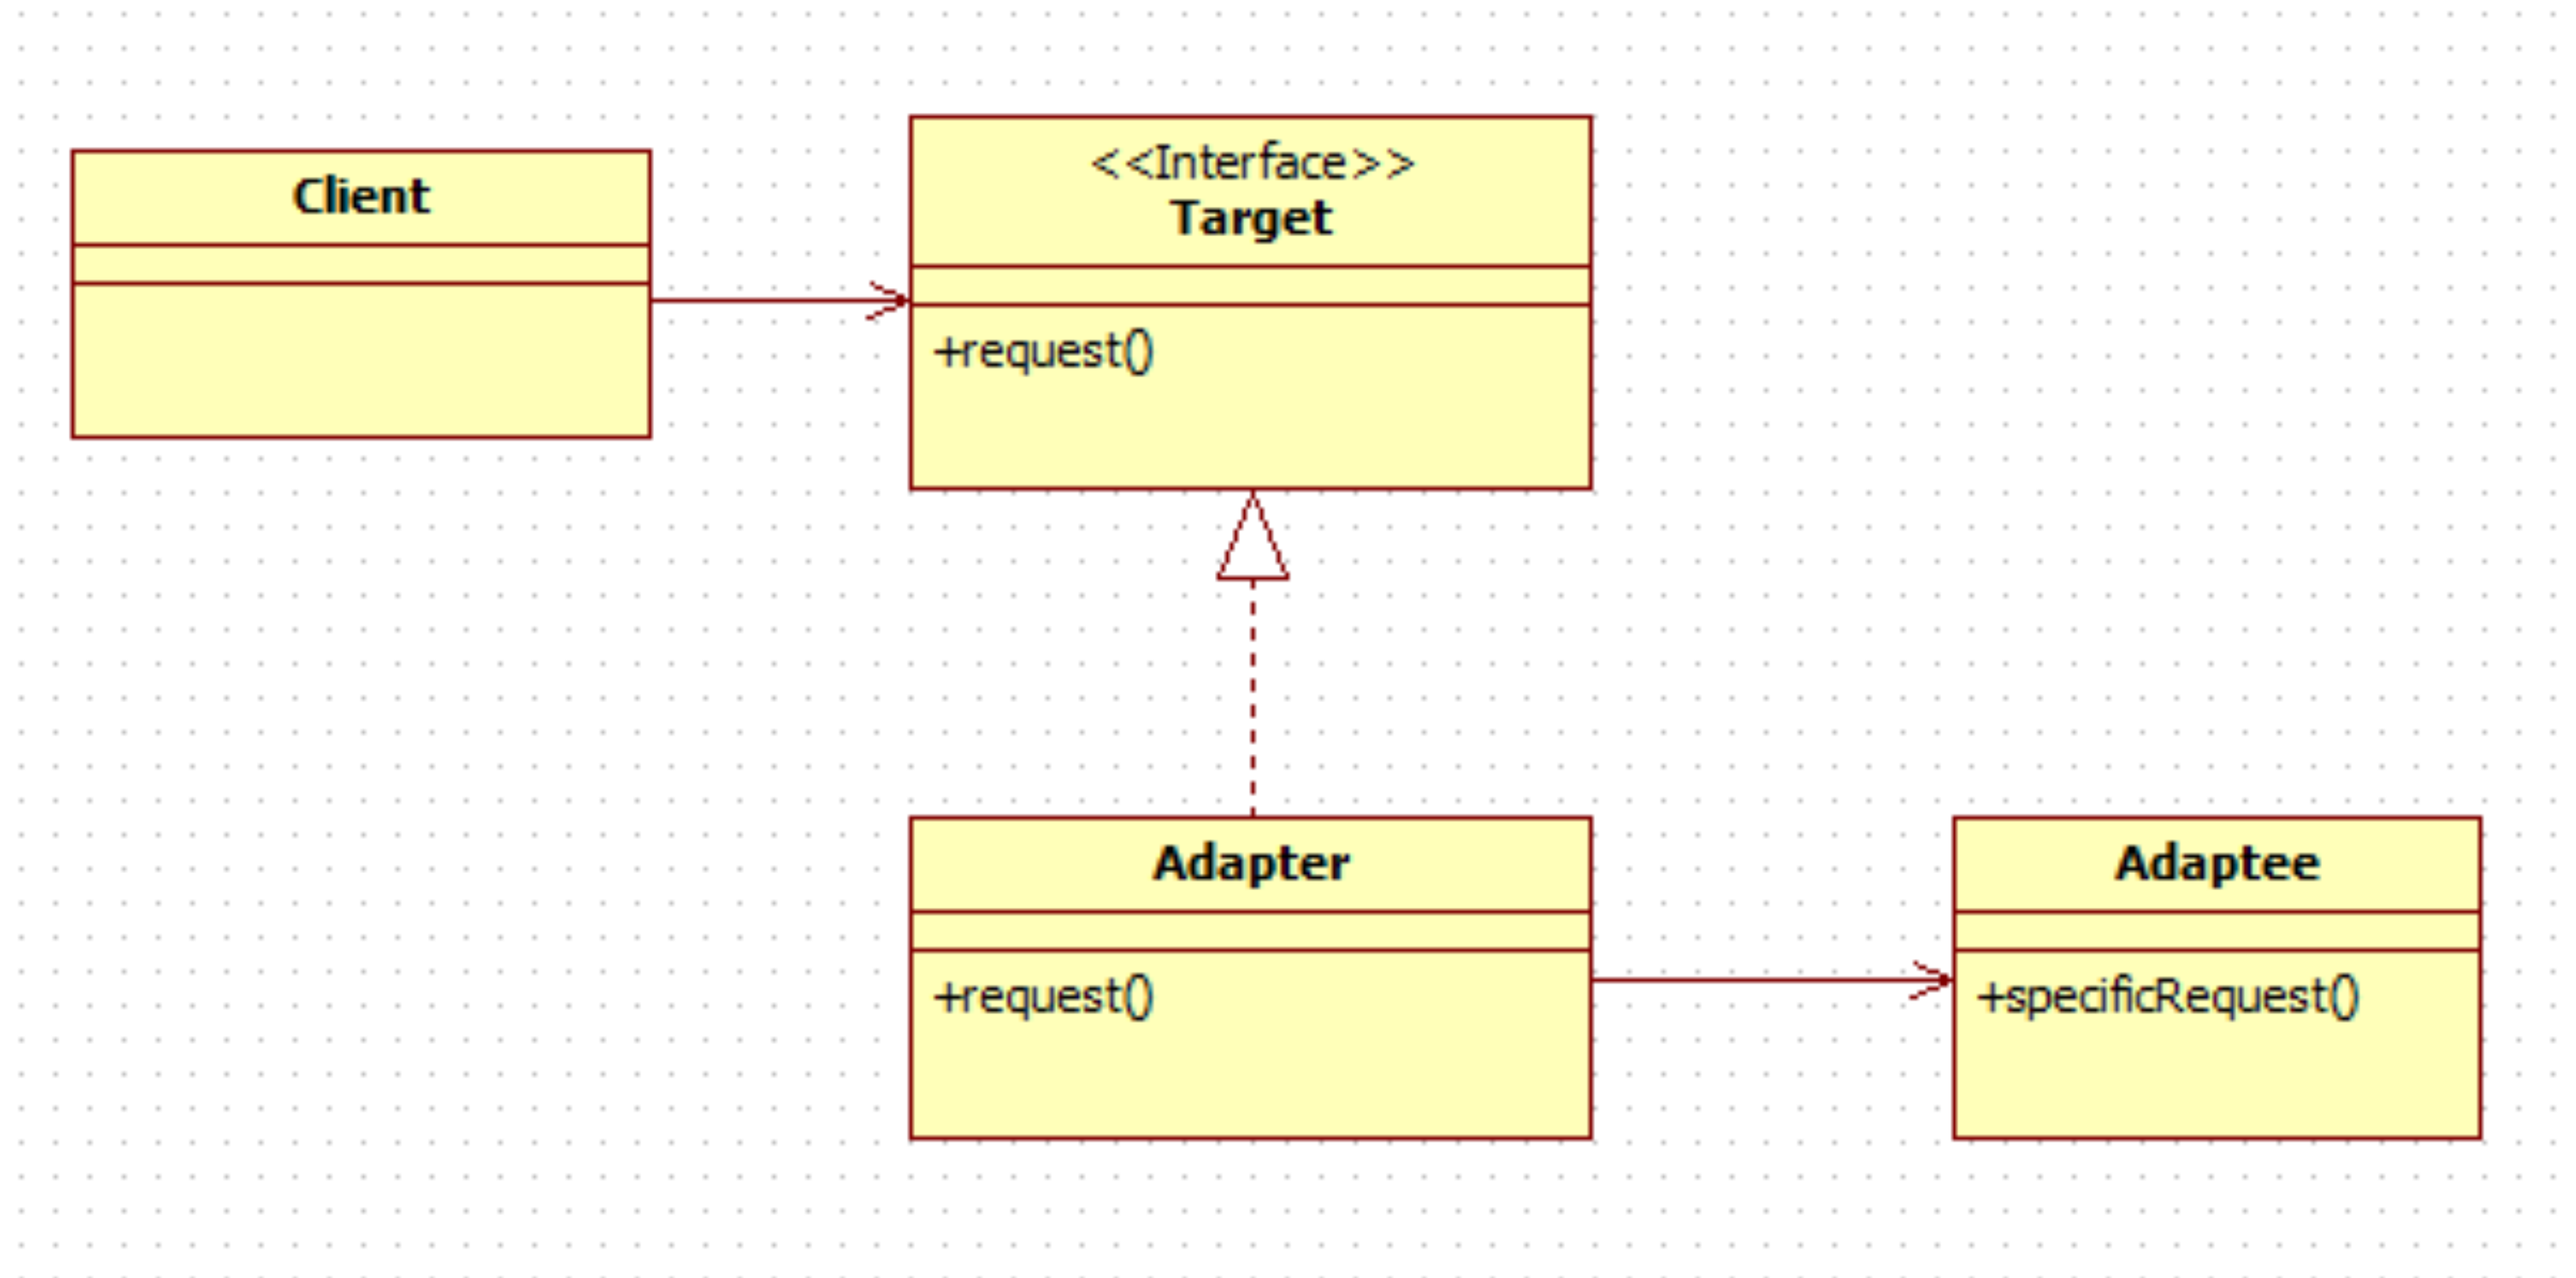 Client
<<Interface>>
Target
+request()
Adapter
+request()
Adaptee
+specificRequest()